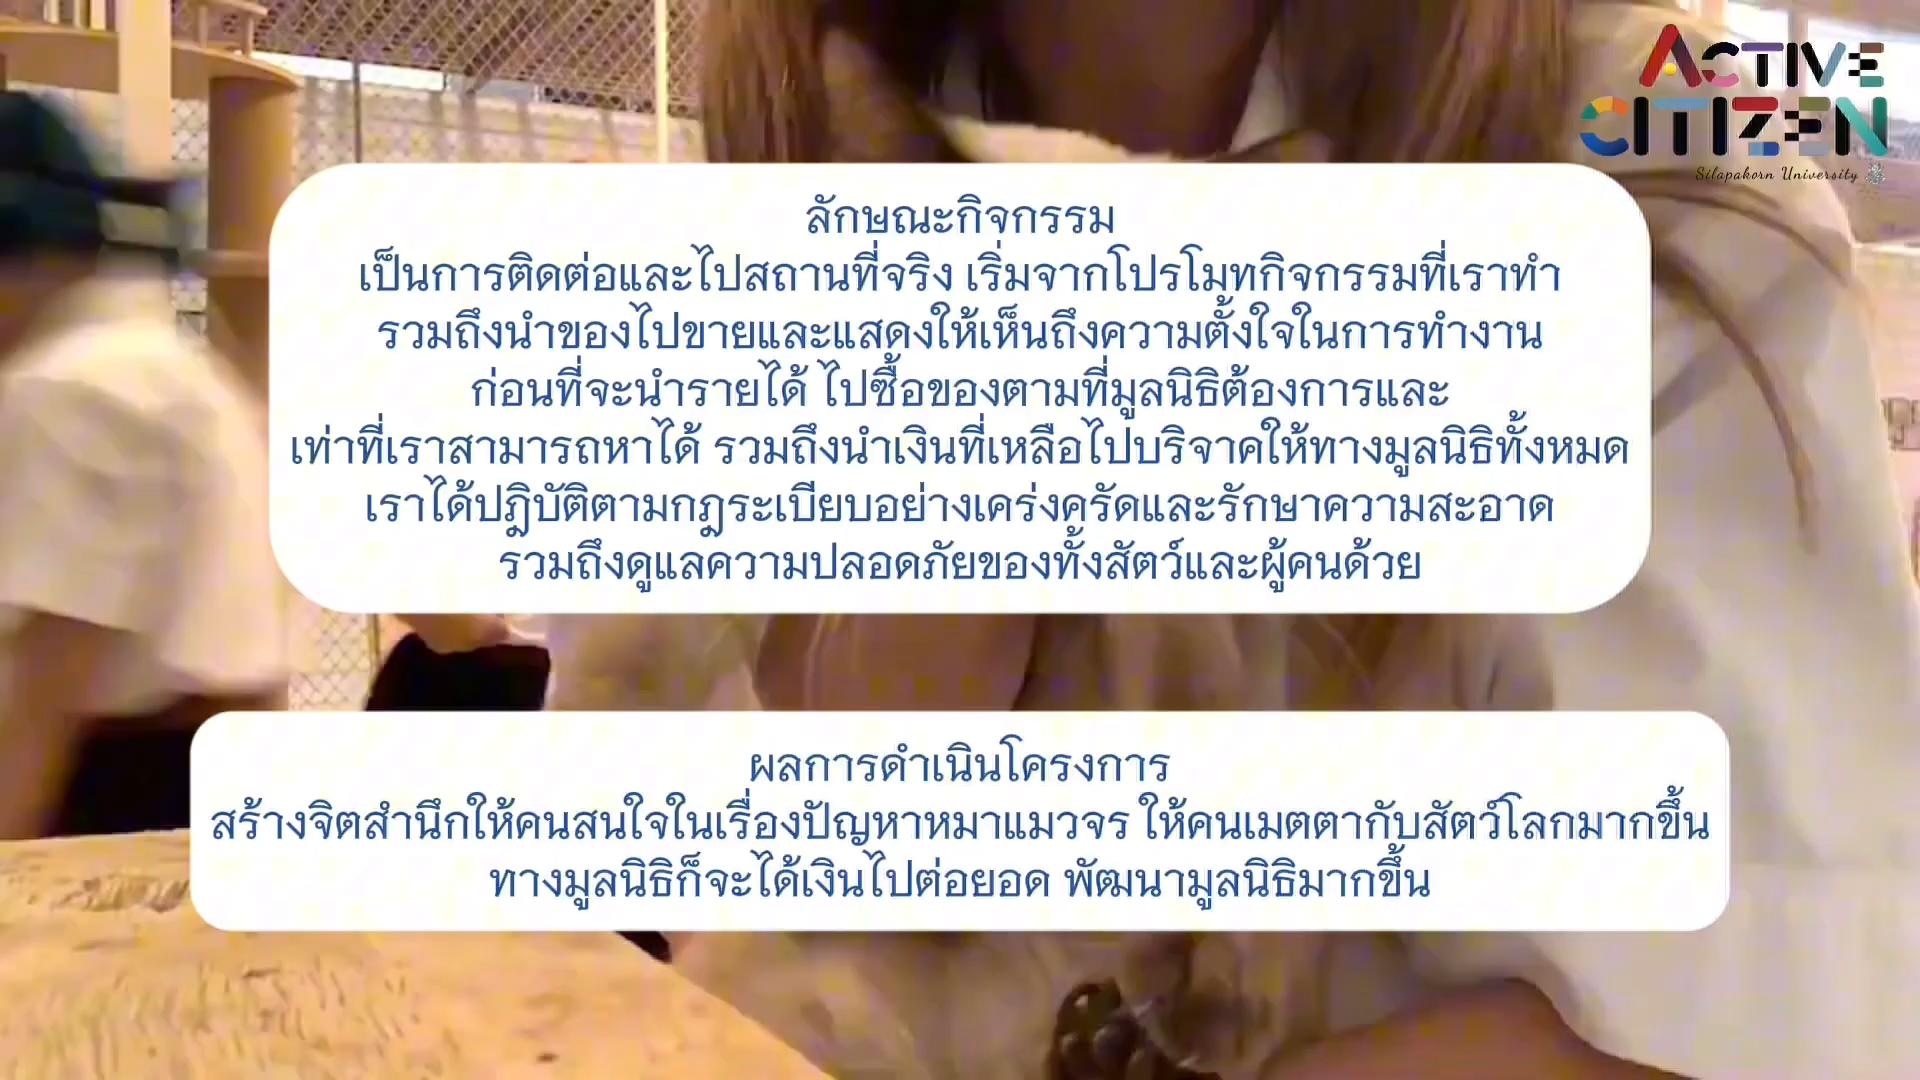 ACTIVE
CITIZEN
Silapakorn University
ลักษณะกิจกรรม
เป็นการติดต่อและไปสถานที่จริง เริ่มจากโปรโมทกิจกรรมที่เราทำ
รวมถึงนำของไปขายและแสดงให้เห็นถึงความตั้งใจในการทำงาน
ก่อนที่จะนำรายได้ ไปซื้อของตามที่มูลนิธิต้องการและ
เท่าที่เราสามารถหาได้ รวมถึงนำเงินที่เหลือไปบริจาคให้ทางมูลนิธิทั้งหมด
เราได้ปฎิบัติตามกฎระเบียบอย่างเคร่งครัดและรักษาความสะอาด
รวมถึงดูแลความปลอดภัยของทั้งสัตว์และผู้คนด้วย
ผลการดำเนินโครงการ
สร้างจิตสำนึกให้คนสนใจในเรื่องปัญหาหมาแมวจร ให้คนเมตตากับสัตว์โลกมากขึ้น
ทางมูลนิธิก็จะได้เงินไปต่อยอด พัฒนามูลนิธิมากขึ้น